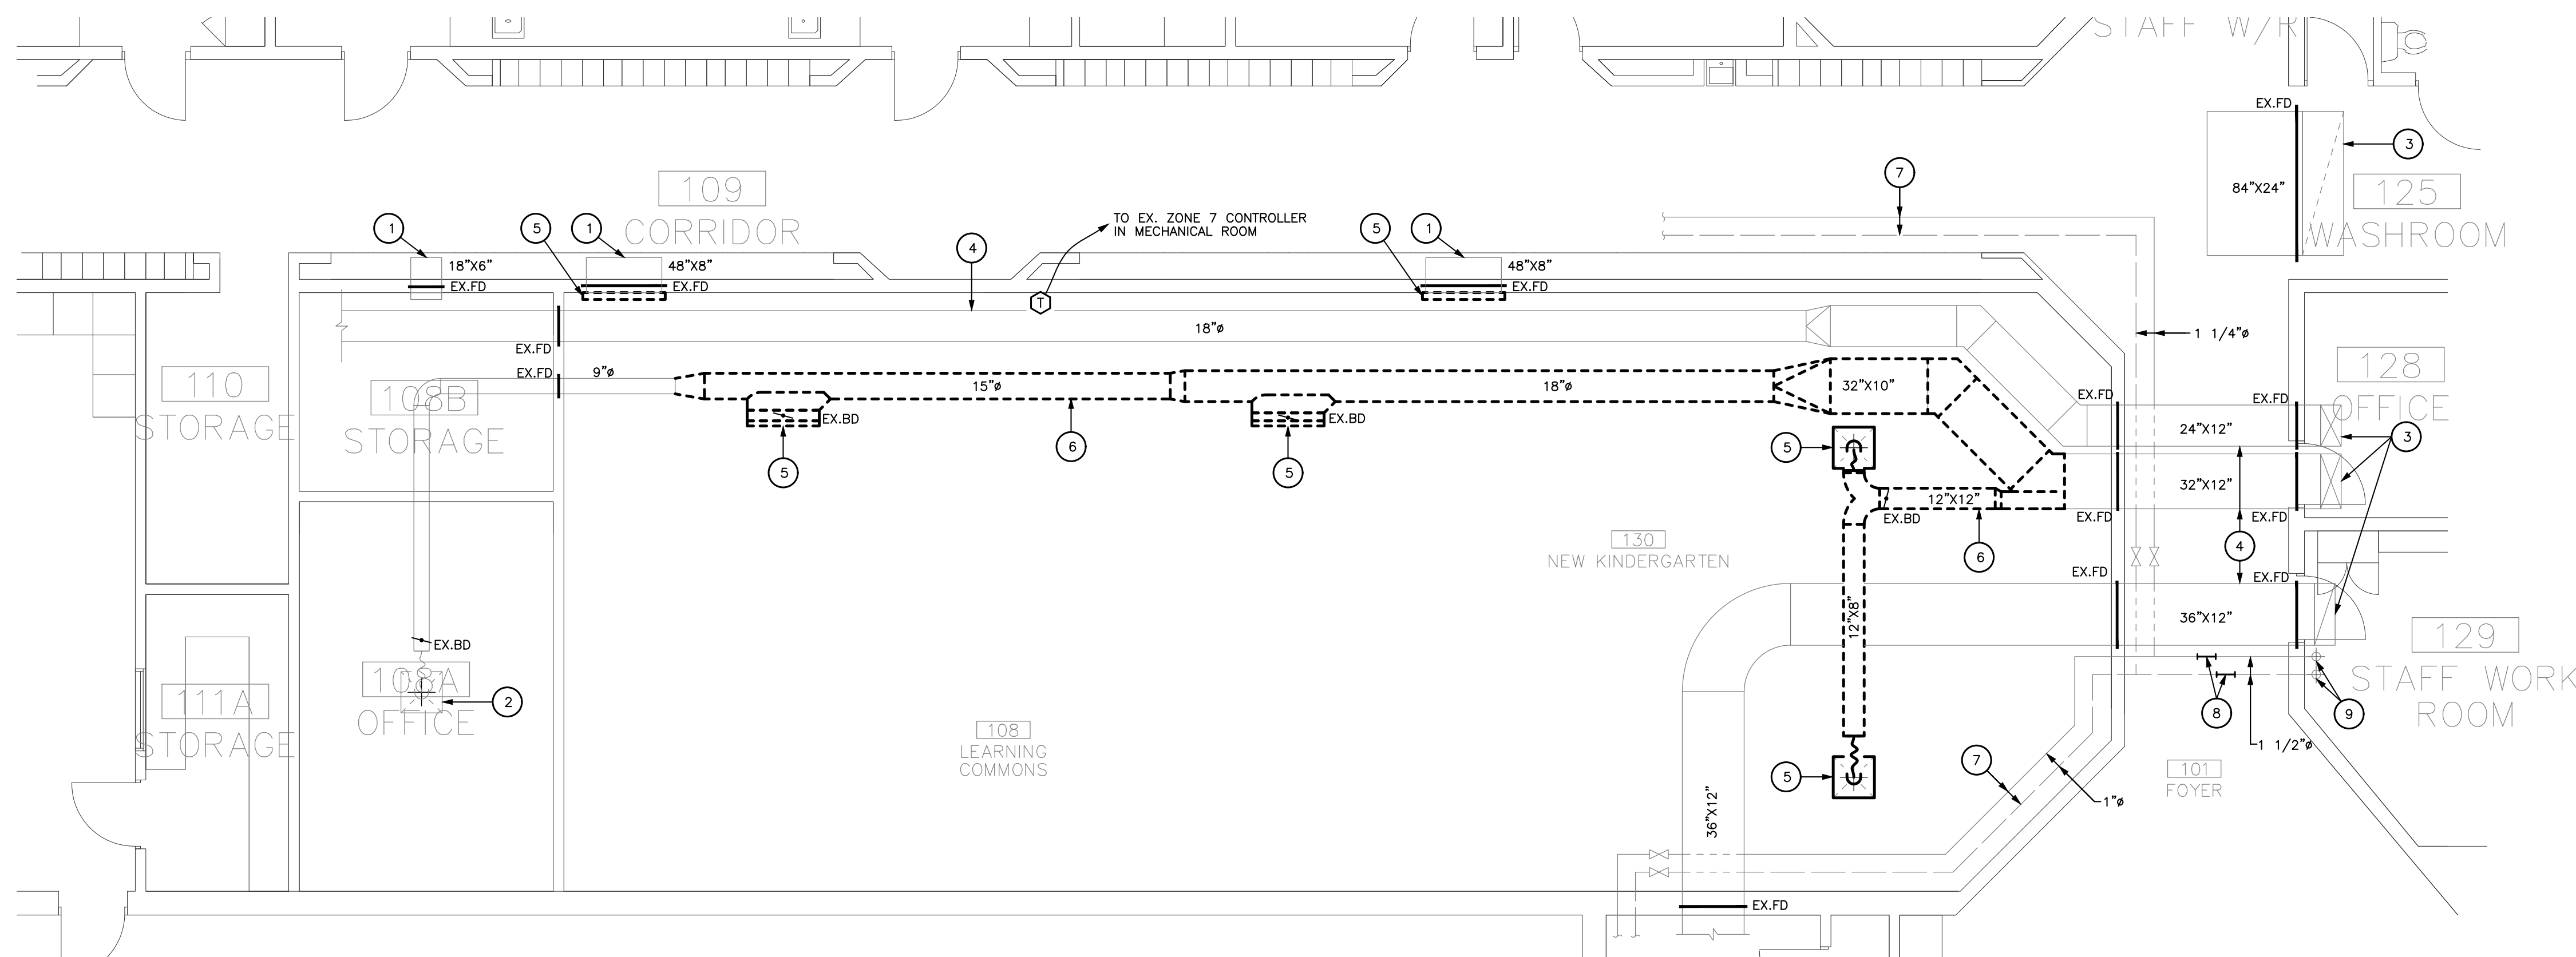 STAFF W/R
EX.FD
3
84"X24"
125
WASHROOM
7
109
CORRIDOR
TO EX. ZONE 7 CONTROLLER
IN MECHANICAL ROOM
1
5
1
4
5
1
18"X6"
EX.FD
48"X8"
EX.FD
T
48"X8"
EX.FD
18"ø
1 1/4"ø
EX.FD
EX.FD
9"ø
15"ø
18"ø
32"X10"
110
STORAGE
108B
STORAGE
EX.BD
5
6
EX.BD
5
5
EX.FD
EX.FD
24"X12"
128
OFFICE
3
32"X12"
12"X12"
EX.BD
EX.FD
EX.FD
4
6
130
NEW KINDERGARTEN
EX.FD
EX.FD
12"X8"
36"X12"
129
STAFF WORK
ROOM
EX.BD
108A
OFFICE
2
111A
STORAGE
108
LEARNING
COMMONS
8
9
1 1/2"ø
5
7
101
FOYER
1"ø
36"X12"
EX.FD